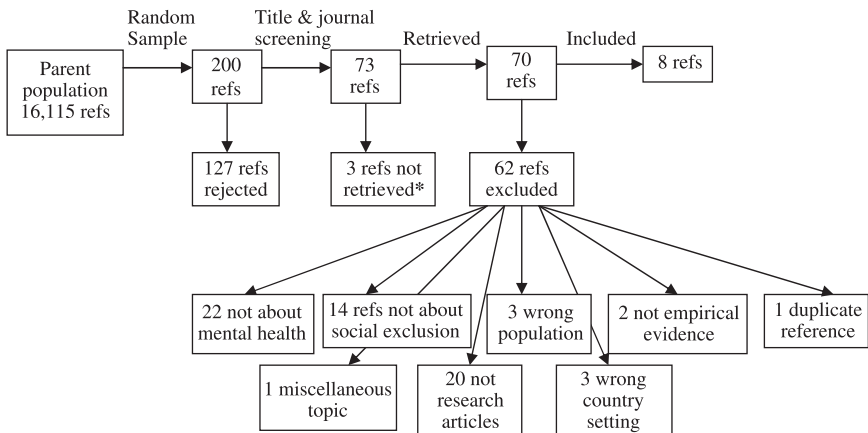 Random
Sample
Title & journal
screening
Retrieved
Included
Parent
population
16,115 refs
200
refs
73
refs
70
refs
8 refs
127 refs
rejected
3 refs not
retrieved*
62 refs
excluded
22 not about
mental health
14 refs not about
social exclusion
3 wrong
population
2 not empirical
evidence
1 duplicate
reference
1 miscellaneous
topic
20 not
research
articles
3 wrong
country
setting